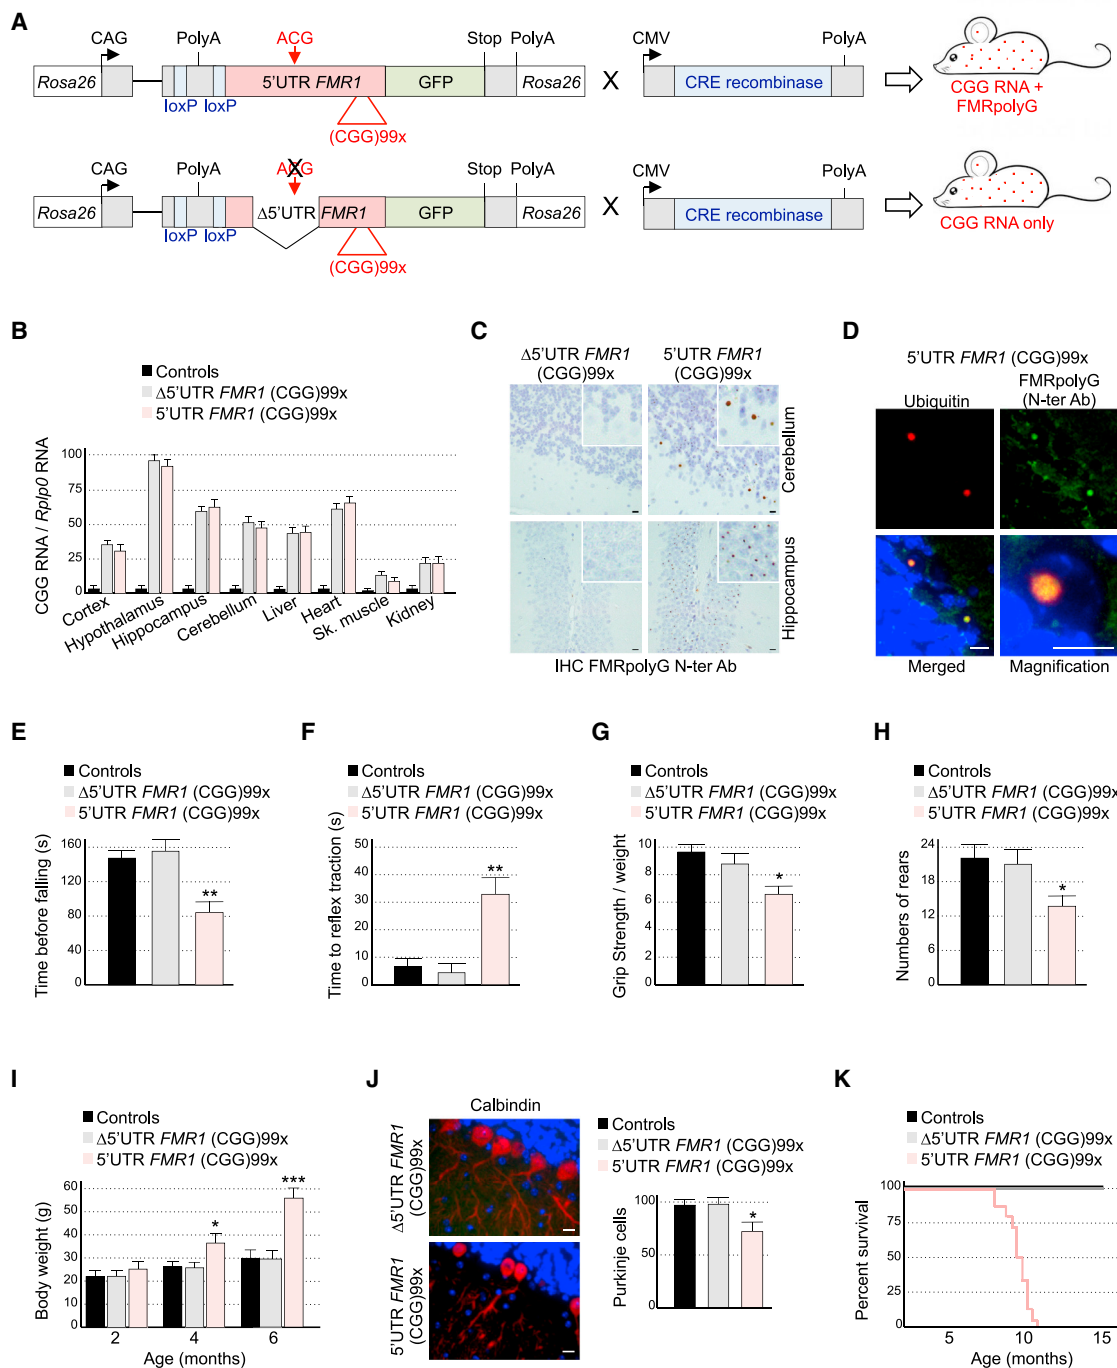 A
CAG
PolyA
ACG
Stop
PolyA
CMV
PolyA
Rosa26
5'UTR FMR1
GFP
Rosa26
X
CRE recombinase
loxP
loxP
(CGG)99x
CGG RNA +
FMRpolyG
CAG
PolyA
ACG
X
Stop
PolyA
CMV
PolyA
Rosa26
Δ5'UTR FMR1
GFP
Rosa26
X
CRE recombinase
loxP
loxP
(CGG)99x
CGG RNA only
B
Controls
Δ5'UTR FMR1 (CGG)99x
5'UTR FMR1 (CGG)99x
CGG RNA / Rplp0 RNA
100
75
50
25
0
Cortex
Hypothalamus
Hippocampus
Cerebellum
Liver
Heart
Sk. muscle
Kidney
C
Δ5'UTR FMR1
(CGG)99x
5'UTR FMR1
(CGG)99x
Cerebellum
Hippocampus
IHC FMRpolyG N-ter Ab
D
5'UTR FMR1 (CGG)99x
Ubiquitin
FMRpolyG
(N-ter Ab)
Merged
Magnification
E
Controls
Δ5'UTR FMR1 (CGG)99x
5'UTR FMR1 (CGG)99x
Time before falling (s)
160
120
80
40
0
**
F
Controls
Δ5'UTR FMR1 (CGG)99x
5'UTR FMR1 (CGG)99x
Time to reflex traction (s)
50
40
30
20
10
0
**
G
Controls
Δ5'UTR FMR1 (CGG)99x
5'UTR FMR1 (CGG)99x
Grip Strength / weight
10
8
6
4
2
0
*
H
Controls
Δ5'UTR FMR1 (CGG)99x
5'UTR FMR1 (CGG)99x
Numbers of rears
24
18
12
6
0
*
I
Controls
Δ5'UTR FMR1 (CGG)99x
5'UTR FMR1 (CGG)99x
Body weight (g)
60
50
40
30
20
10
0
*
***
2
4
6
Age (months)
J
Calbindin
Δ5'UTR FMR1
(CGG)99x
5'UTR FMR1
(CGG)99x
Controls
Δ5'UTR FMR1 (CGG)99x
5'UTR FMR1 (CGG)99x
Purkinje cells
100
50
0
*
K
Controls
Δ5'UTR FMR1 (CGG)99x
5'UTR FMR1 (CGG)99x
Percent survival
100
75
50
25
0
5
10
15
Age (months)